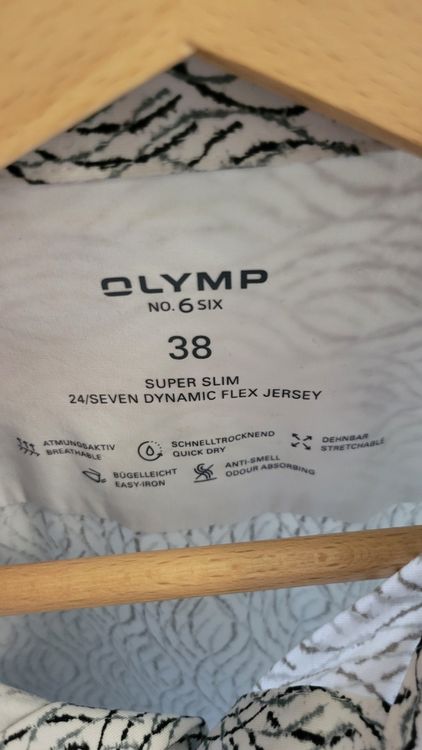 OLYMP
NO. 6 SIX
38
SUPER SLIM
24/SEVEN DYNAMIC FLEX JERSEY
ATMUNGSAKTIV
BREATHABLE
SCHNELLTROCKNEND
QUICK DRY
DEHNBAR
STRETCHABLE
BÜGELLEICHT
EASY-IRON
ANTI-SMELL
ODOUR ABSORBING